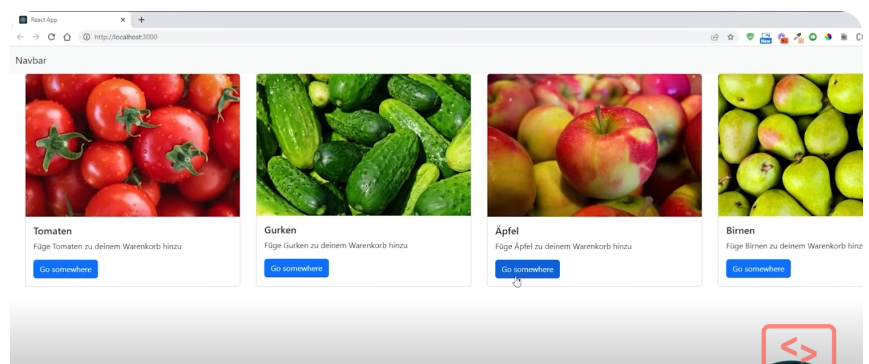 React App
http://localhost:3000
New
Navbar
Tomaten
Füge Tomaten zu deinem Warenkorb hinzu
Go somewhere
Gurken
Füge Gurken zu deinem Warenkorb hinzu
Go somewhere
Äpfel
Füge Äpfel zu deinem Warenkorb hinzu
Go somewhere
Birnen
Füge Birnen zu deinem Warenkorb hinz
Go somewhere
<>